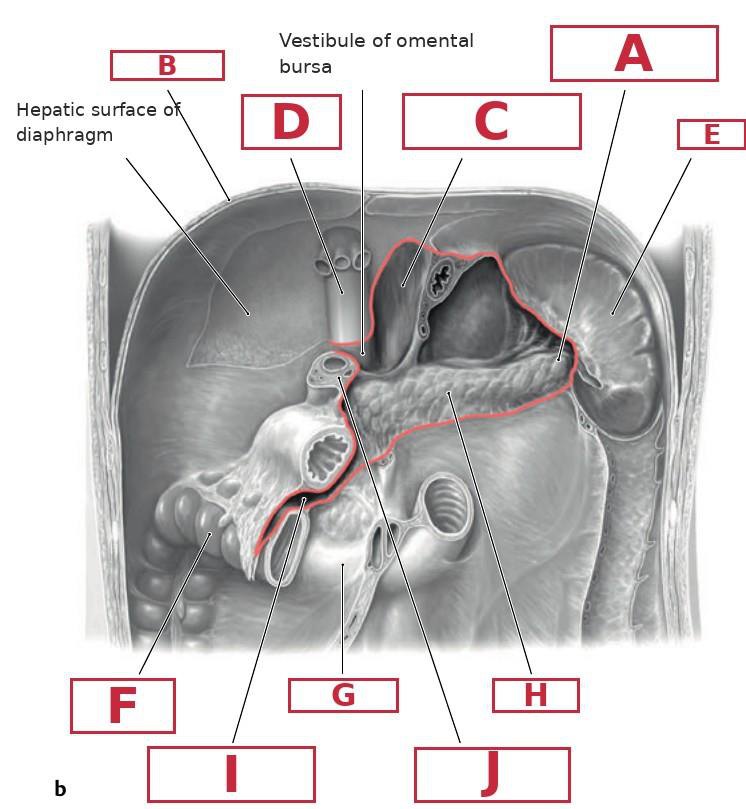 Vestibule of omental
bursa
A
B
Hepatic surface of
diaphragm
D
C
E
F
G
H
I
J
b